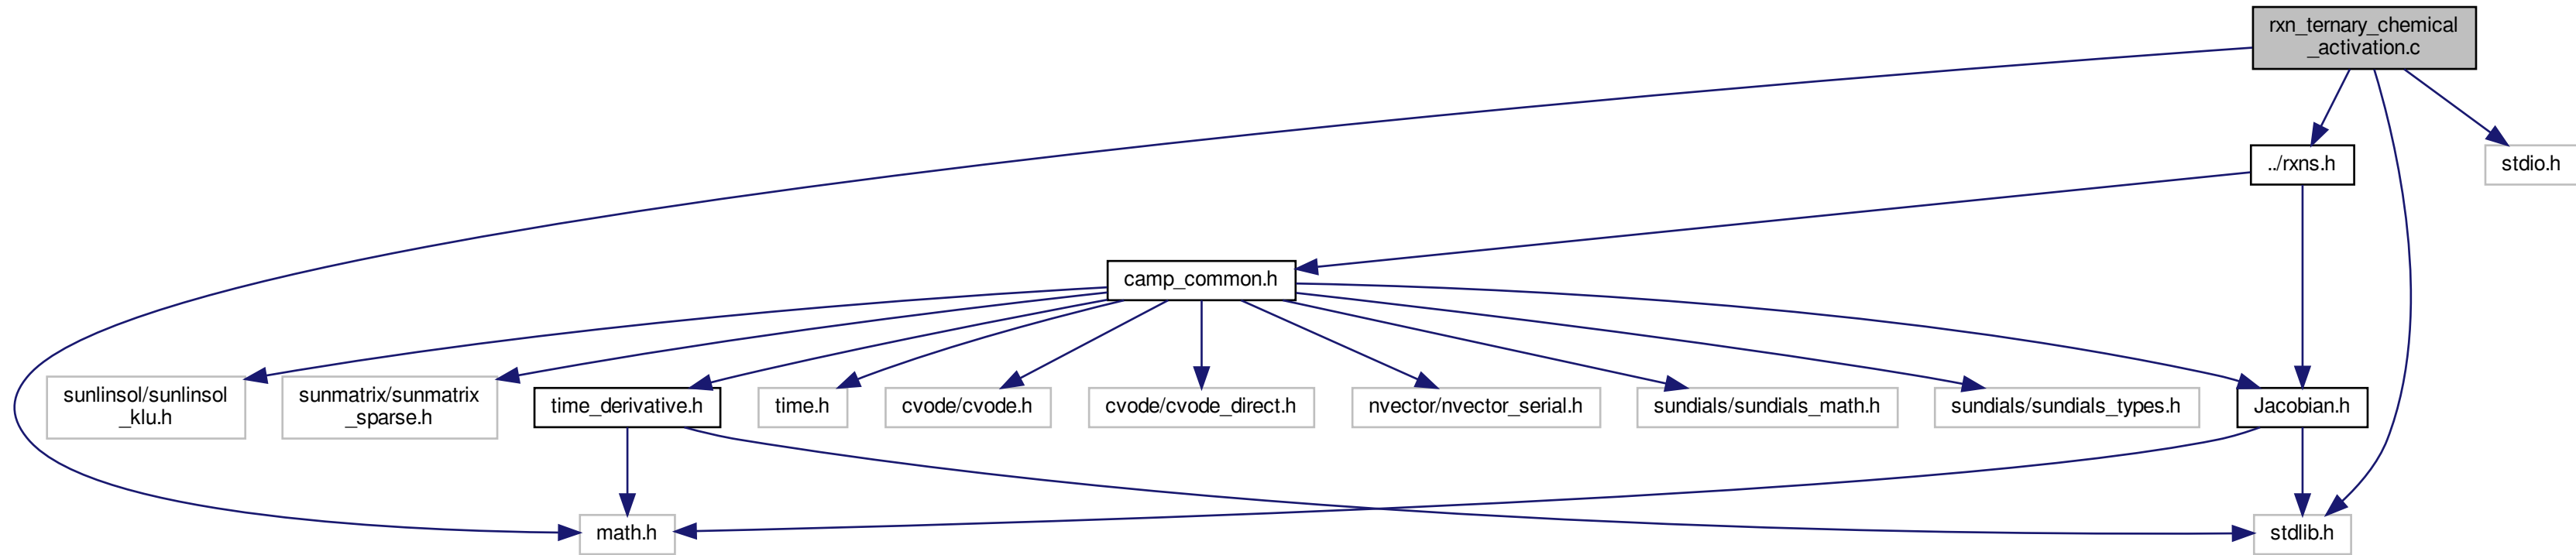 rxn_ternary_chemical
_activation.c
../rxns.h
stdio.h
camp_common.h
sunlinsol/sunlinsol
_klu.h
sunmatrix/sunmatrix
_sparse.h
time_derivative.h
time.h
cvode/cvode.h
cvode/cvode_direct.h
nvector/nvector_serial.h
sundials/sundials_math.h
sundials/sundials_types.h
Jacobian.h
math.h
stdlib.h